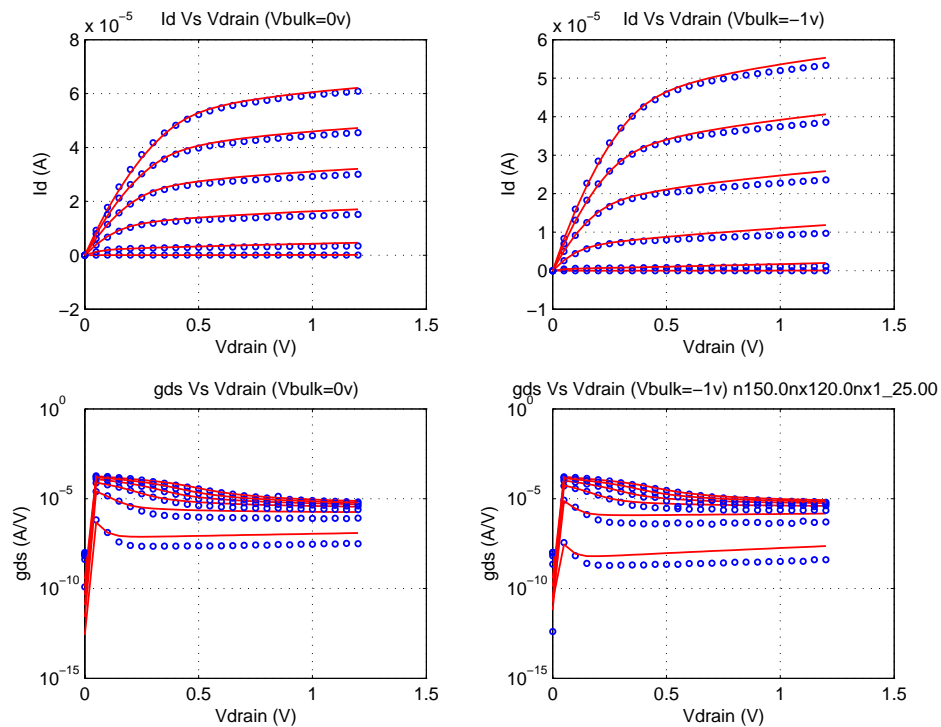 x 10⁻⁵
Id Vs Vdrain (Vbulk=0v)
8
6
4
2
0
−2
Id (A)
0
0.5
1
1.5
Vdrain (V)
x 10⁻⁵
Id Vs Vdrain (Vbulk=−1v)
6
5
4
3
2
1
0
−1
Id (A)
0
0.5
1
1.5
Vdrain (V)
gds Vs Vdrain (Vbulk=0v)
10⁰
10⁻⁵
10⁻¹⁰
10⁻¹⁵
gds (A/V)
0
0.5
1
1.5
Vdrain (V)
gds Vs Vdrain (Vbulk=−1v) n150.0nx120.0nx1_25.00
10⁰
10⁻⁵
10⁻¹⁰
10⁻¹⁵
gds (A/V)
0
0.5
1
1.5
Vdrain (V)